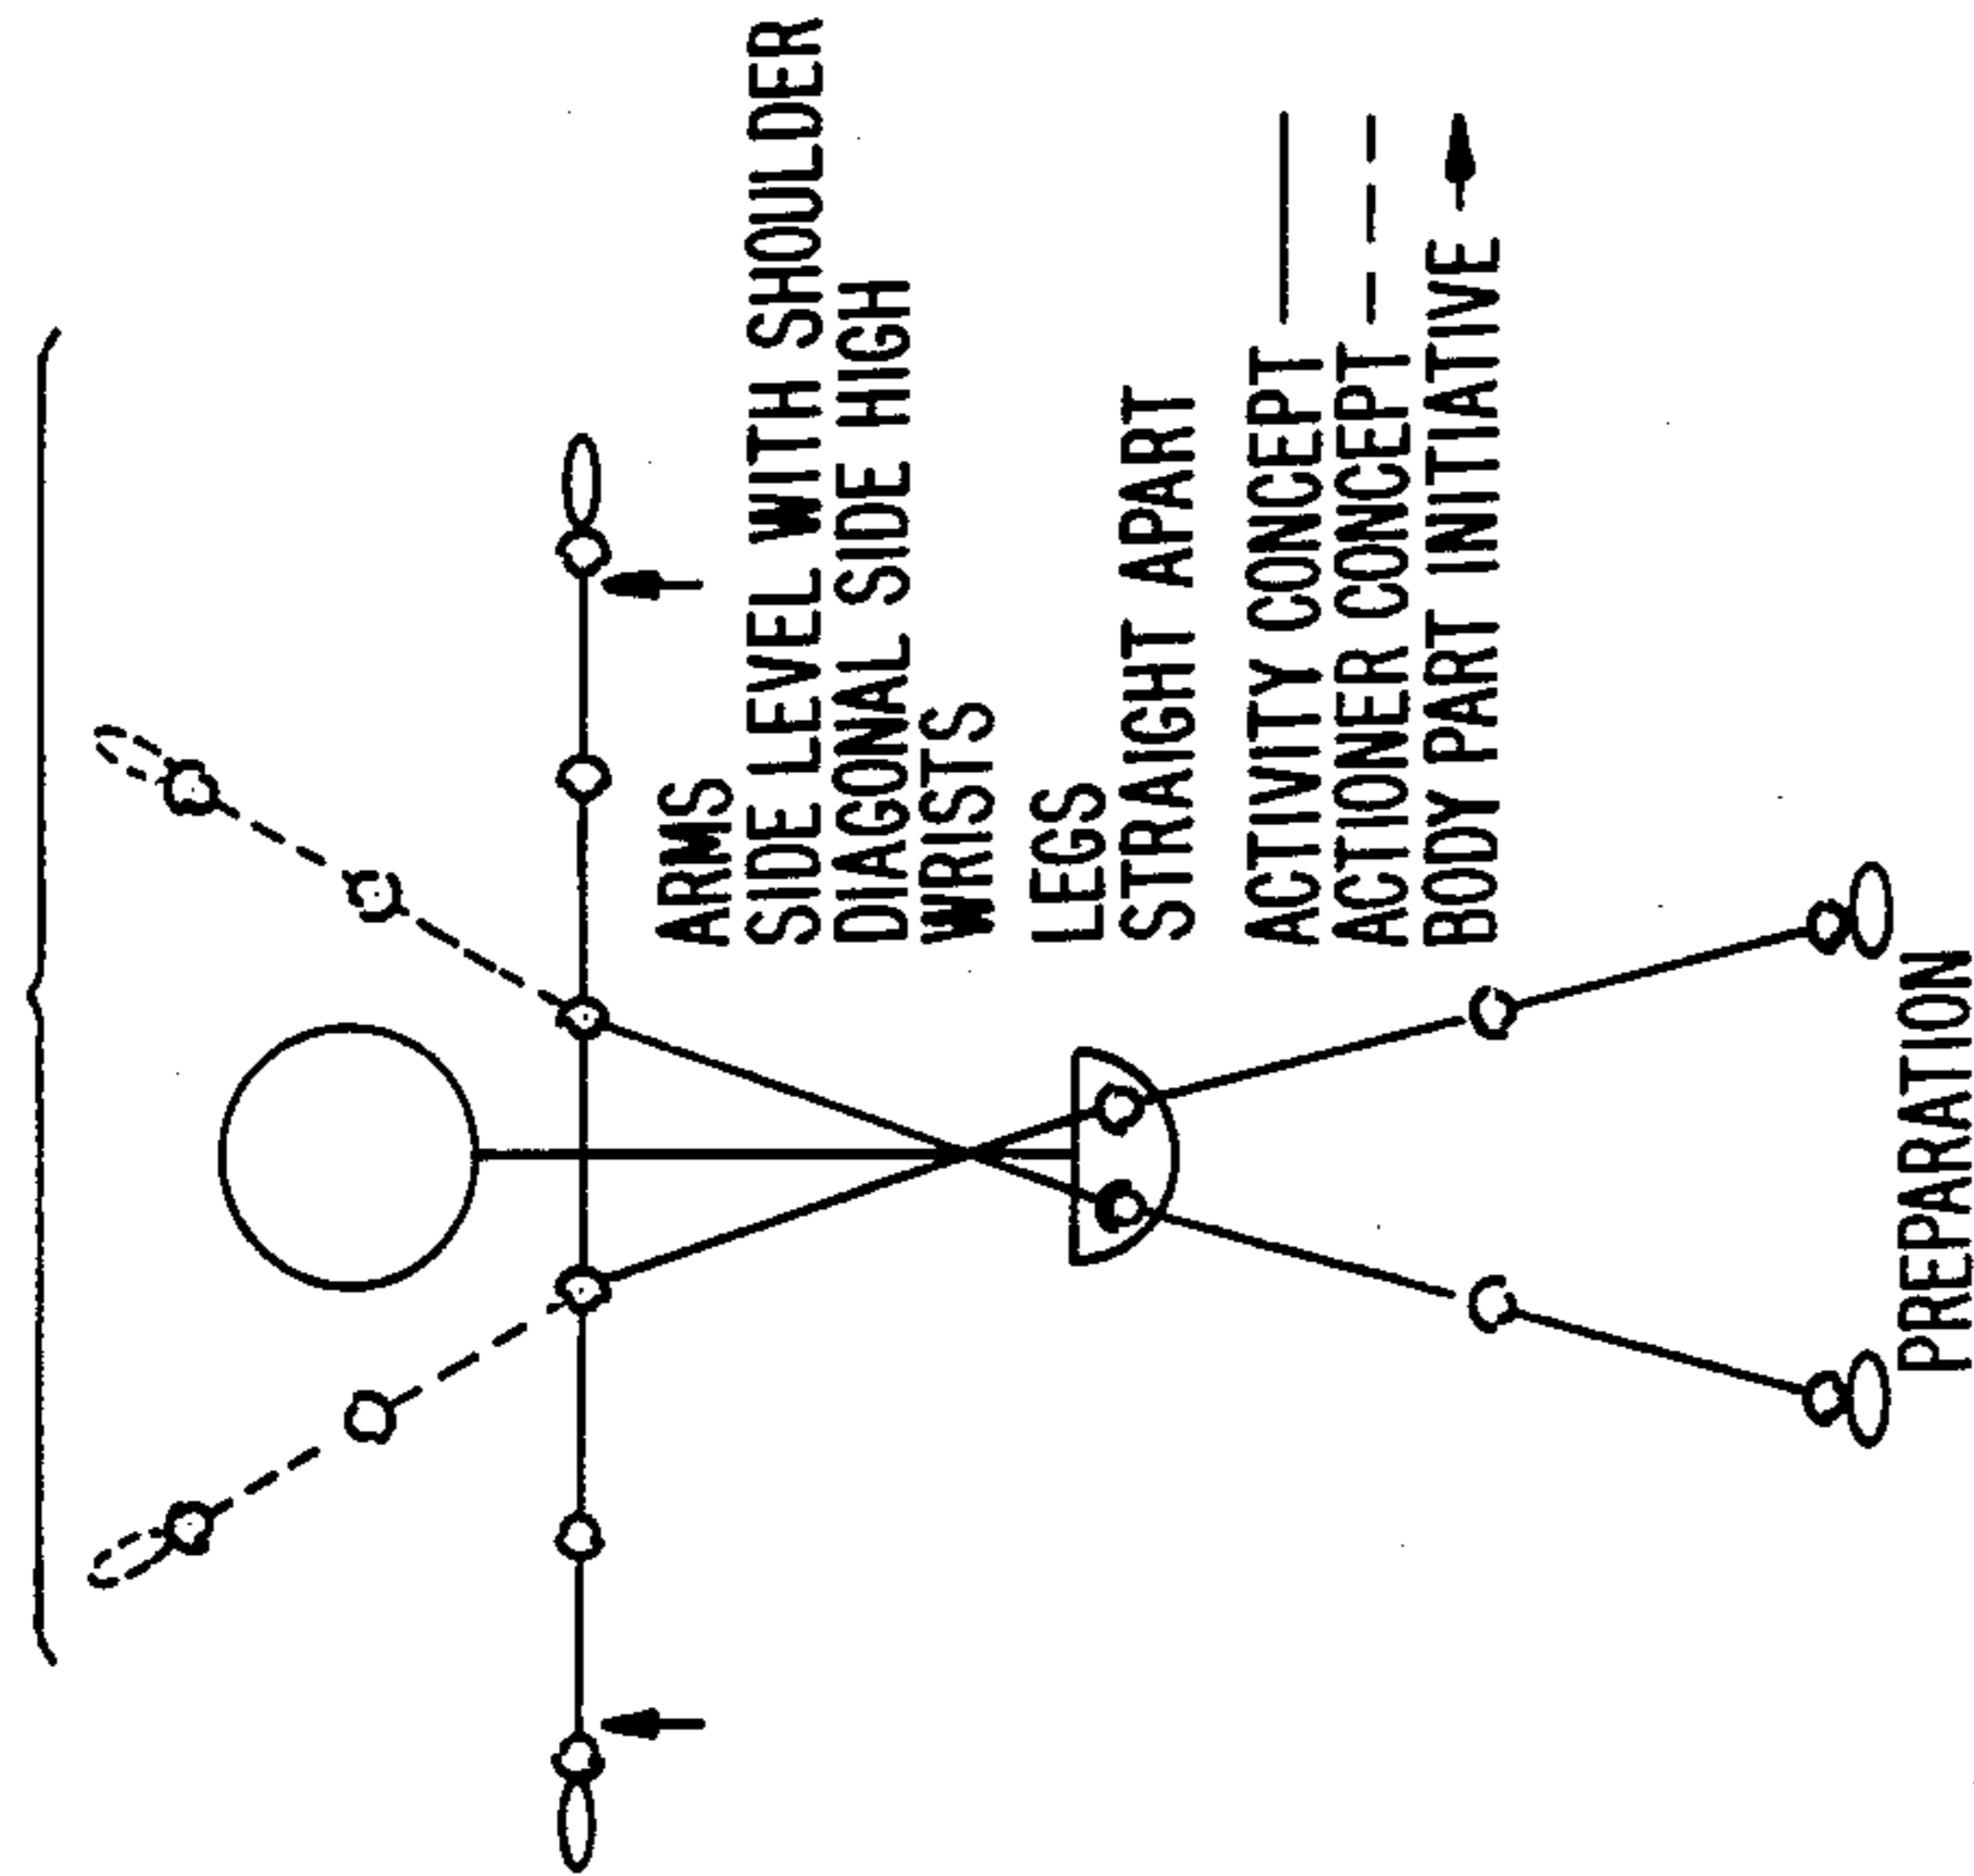 ARMS
SIDE LEVEL WITH SHOULDER
DIAGONAL SIDE HIGH
WRISTS
LEGS
STRAIGHT APART
ACTIVITY CONCEPT
ACTIONER CONCEPT
BODY PART INITIATIVE
PREPARATION